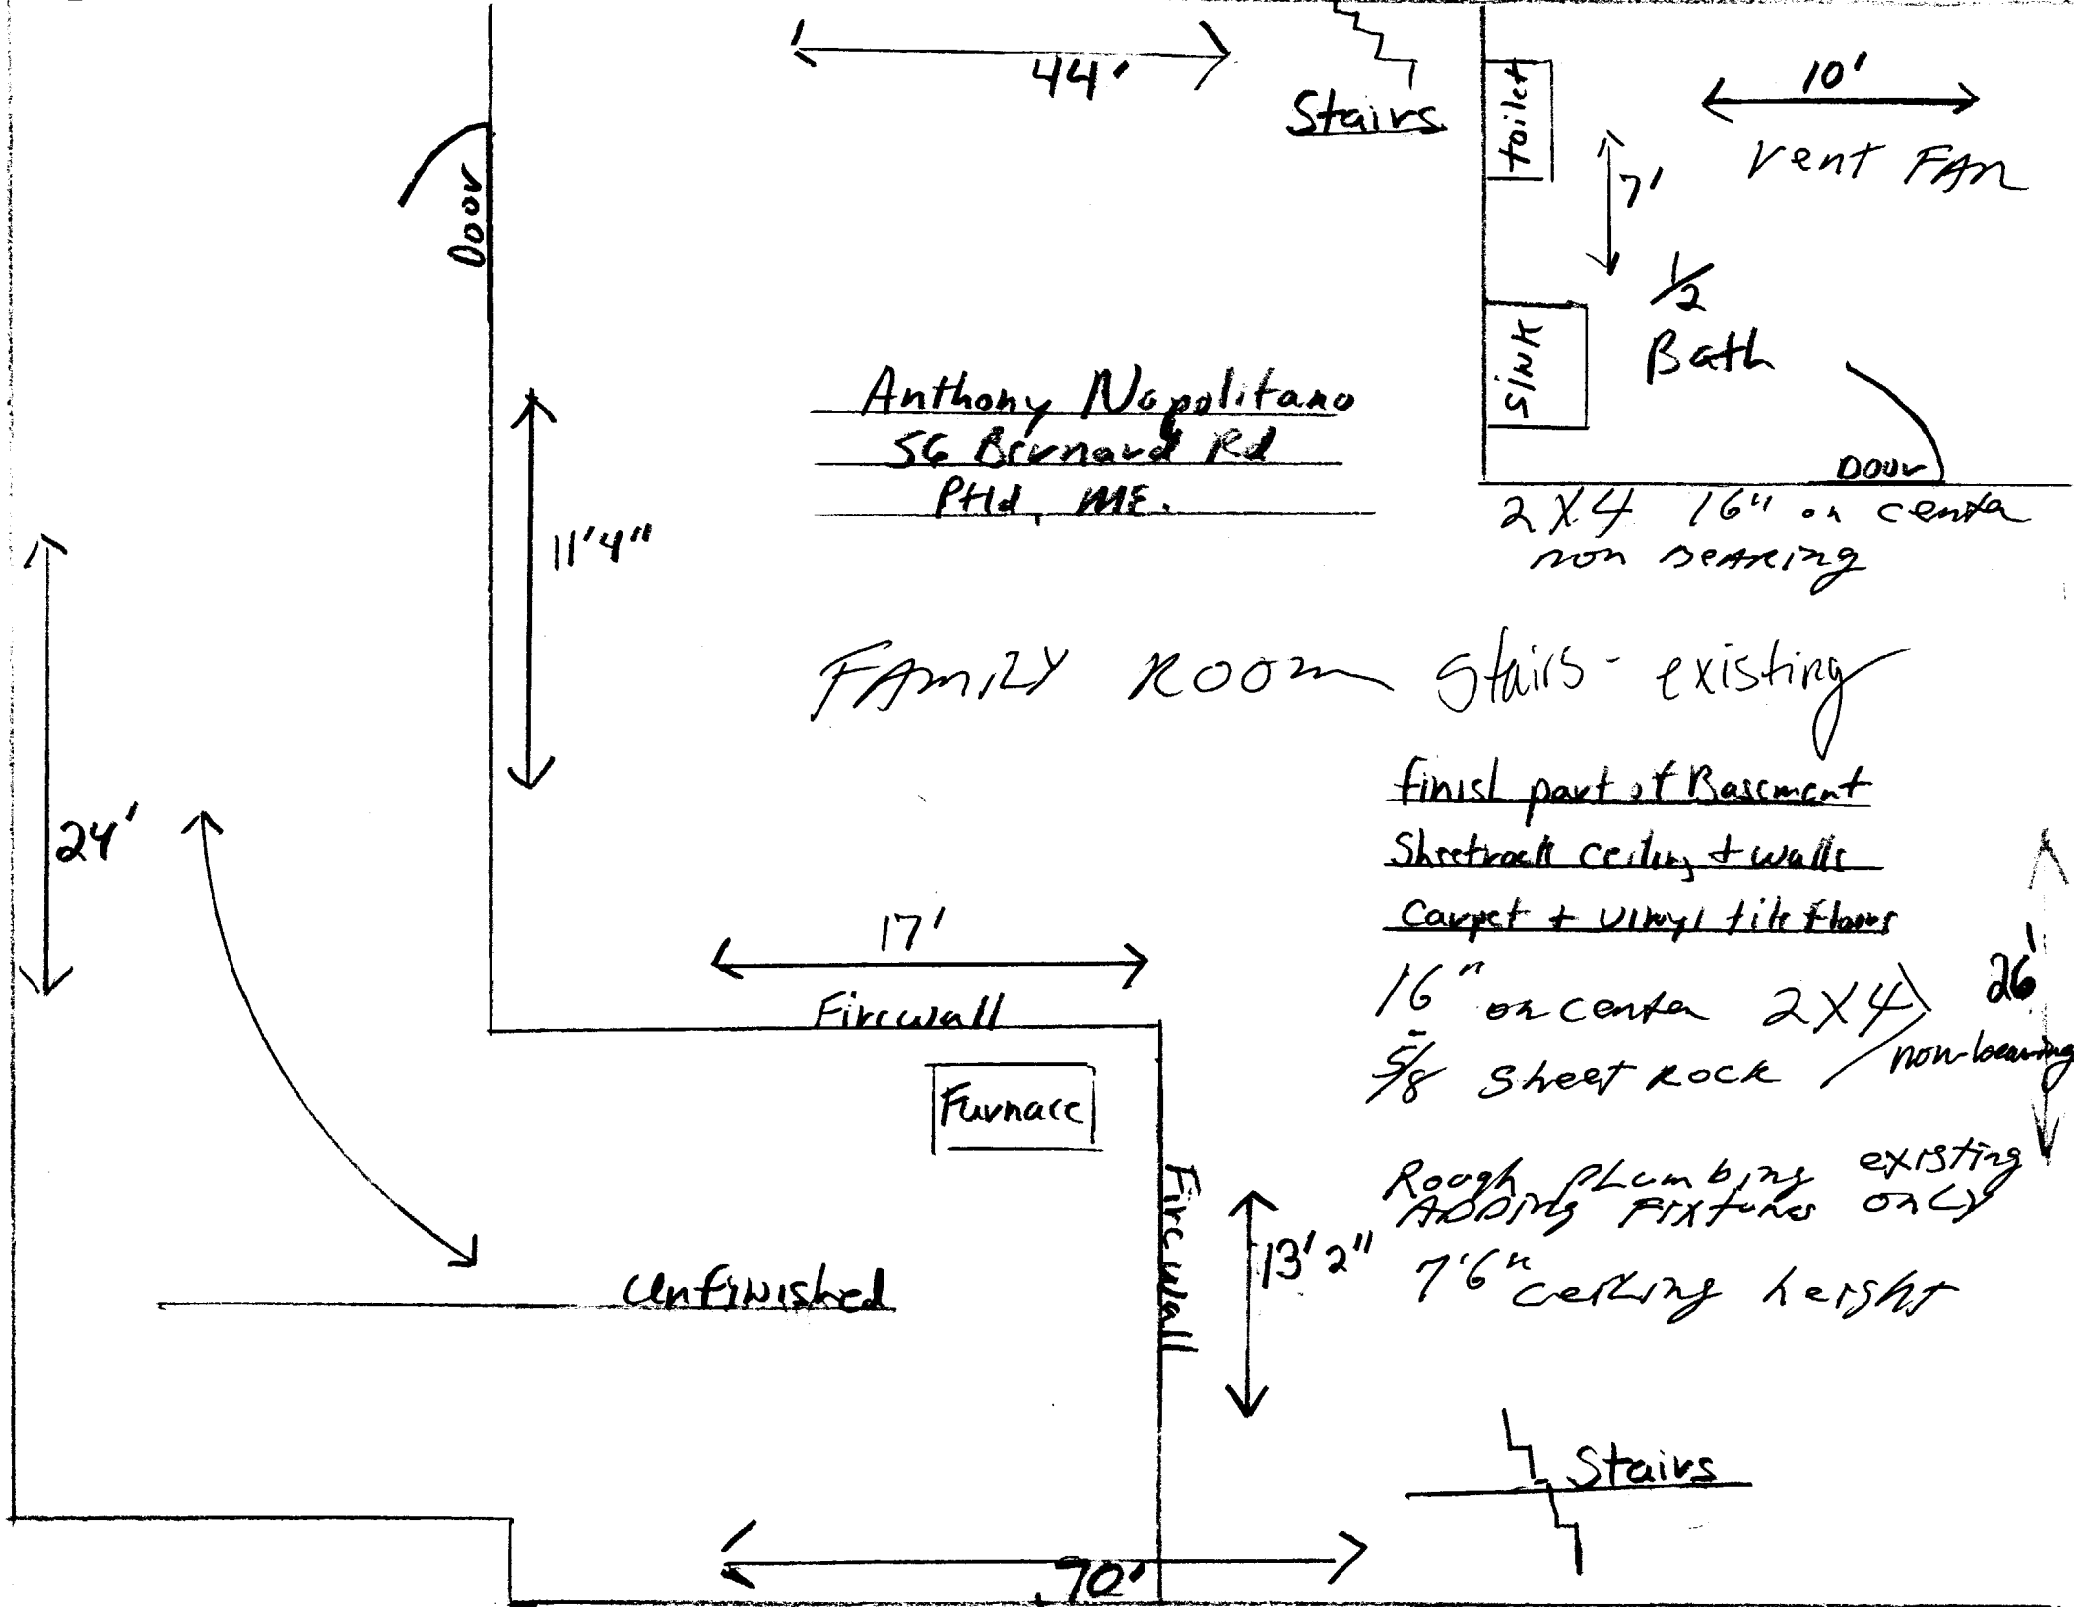 44'
Stairs
toilet
10'
Vent FAn
7'
Door
1/2
Bath
SiNK
Door
Anthony Napolitano
56 Bernard Rd
Ptld, ME.
2X4 16" on center
non BeARing
11'4"
FAmiLY ROOm
Stairs - existing
finish part of Basement
Sheetrock ceiling + walls
Carpet + vinyl tile floors
24'
17'
Firewall
16" on center 2X4
5/8 Sheet Rock
non-bearing
26'
Furnace
Firewall
Rough PLumbing existing
ADDing Fixtures onLy
13'2"
7'6" ceiling height
unfinished
Stairs
70'